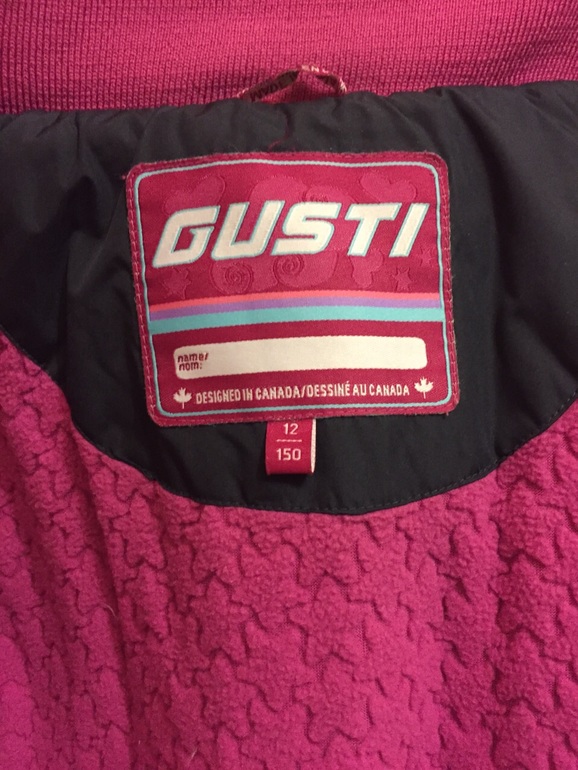 GUSTI
name/
nom:
DESIGNED IN CANADA/DESSINÉ AU CANADA
12
150